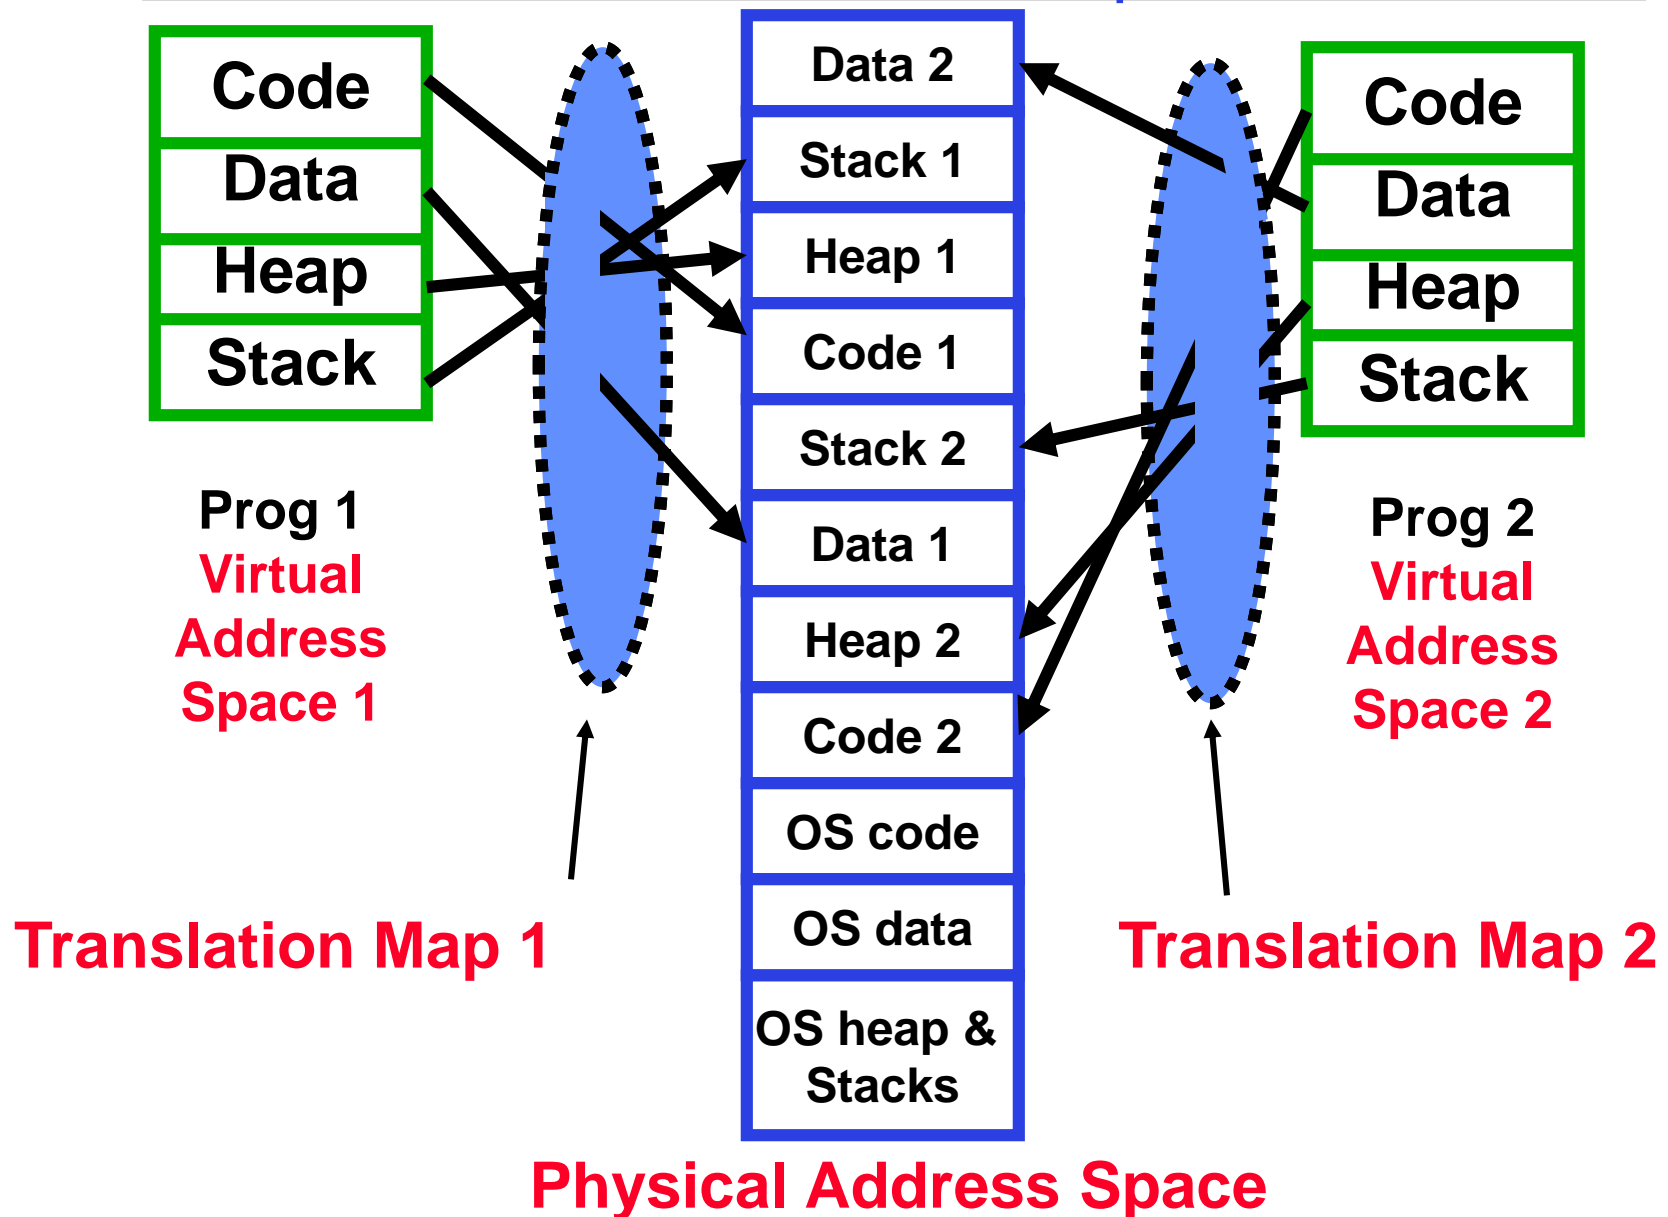 Code
Data
Heap
Stack
Prog 1
Virtual
Address
Space 1
Translation Map 1
Data 2
Stack 1
Heap 1
Code 1
Stack 2
Data 1
Heap 2
Code 2
OS code
OS data
OS heap &
Stacks
Physical Address Space
Code
Data
Heap
Stack
Prog 2
Virtual
Address
Space 2
Translation Map 2